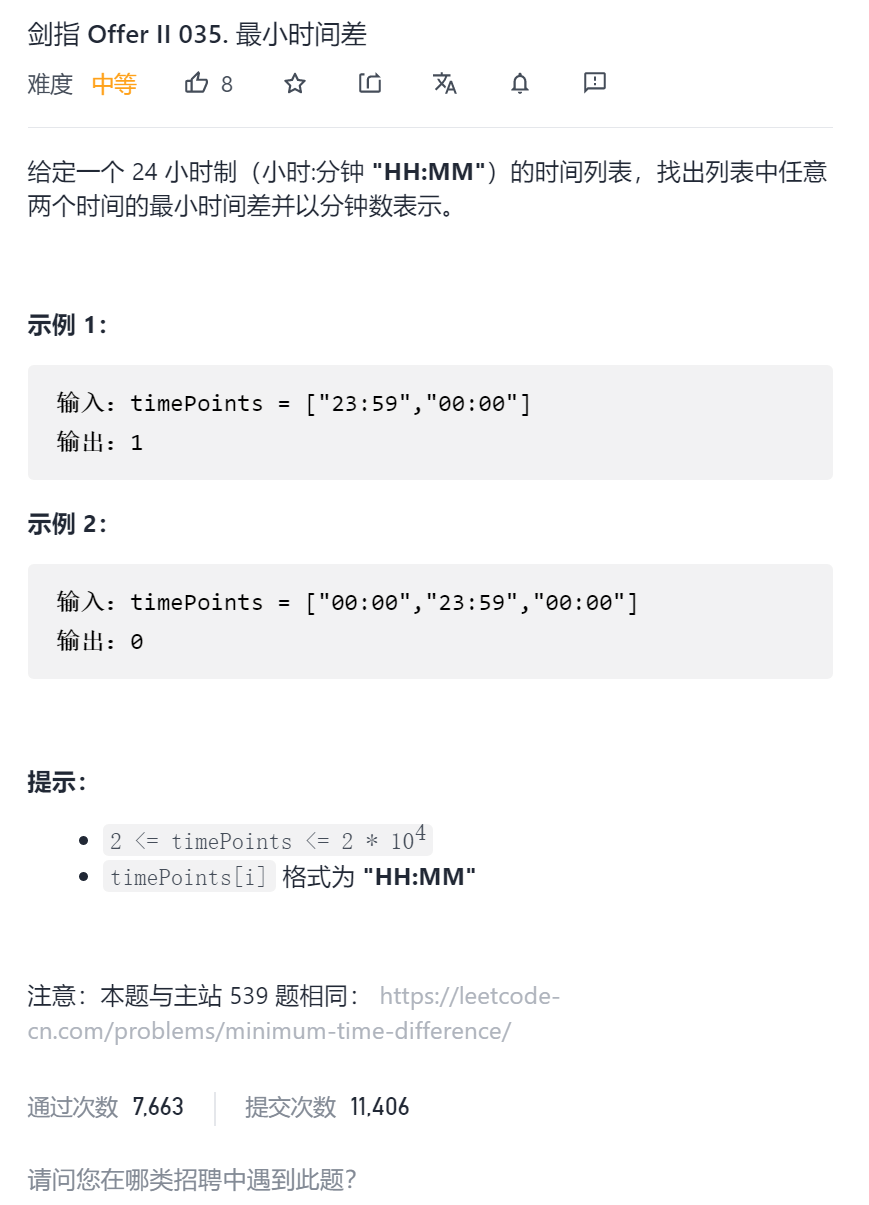 剑指 Offer II 035. 最小时间差
难度 中等 8
给定一个 24 小时制（小时:分钟 "HH:MM"）的时间列表，找出列表中任意
两个时间的最小时间差并以分钟数表示。
示例 1：
输入：timePoints = ["23:59","00:00"]
输出：1
示例 2：
输入：timePoints = ["00:00","23:59","00:00"]
输出：0
提示：
2 <= timePoints <= 2 * 10⁴
timePoints[i] 格式为 "HH:MM"
注意：本题与主站 539 题相同： https://leetcode-
cn.com/problems/minimum-time-difference/
通过次数 7,663 提交次数 11,406
请问您在哪类招聘中遇到此题？